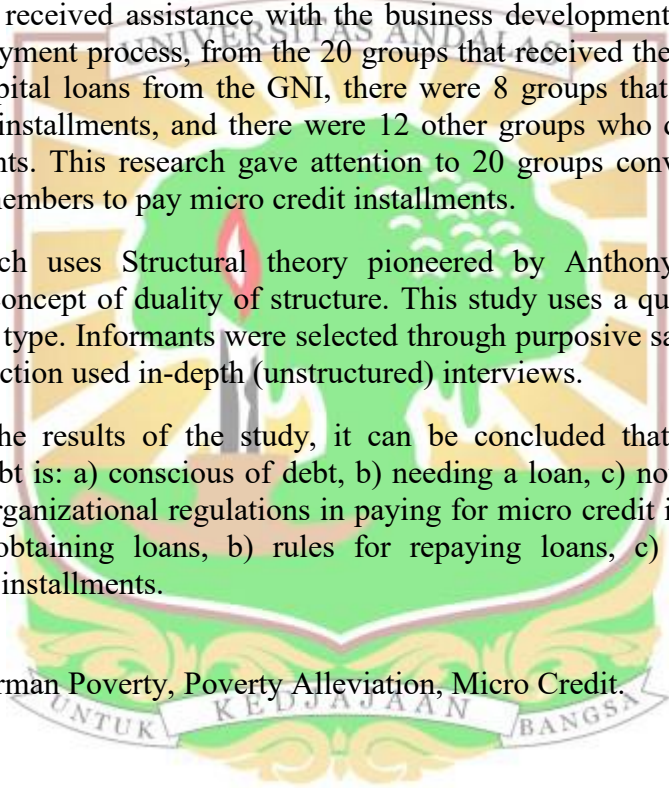 received assistance with the business development
yment process, from the 20 groups that received the
pital loans from the GNI, there were 8 groups that
installments, and there were 12 other groups who
nts. This research gave attention to 20 groups conv
members to pay micro credit installments.
ch uses Structural theory pioneered by Anthony
concept of duality of structure. This study uses a qu
type. Informants were selected through purposive sa
ction used in-depth (unstructured) interviews.
he results of the study, it can be concluded that
bt is: a) conscious of debt, b) needing a loan, c) no
rganizational regulations in paying for micro credit i
obtaining loans, b) rules for repaying loans, c)
installments.
rman Poverty, Poverty Alleviation, Micro Credit.
UNIVERSITAS ANDALAS
UNTUK KEDJAJAAN BANGSA